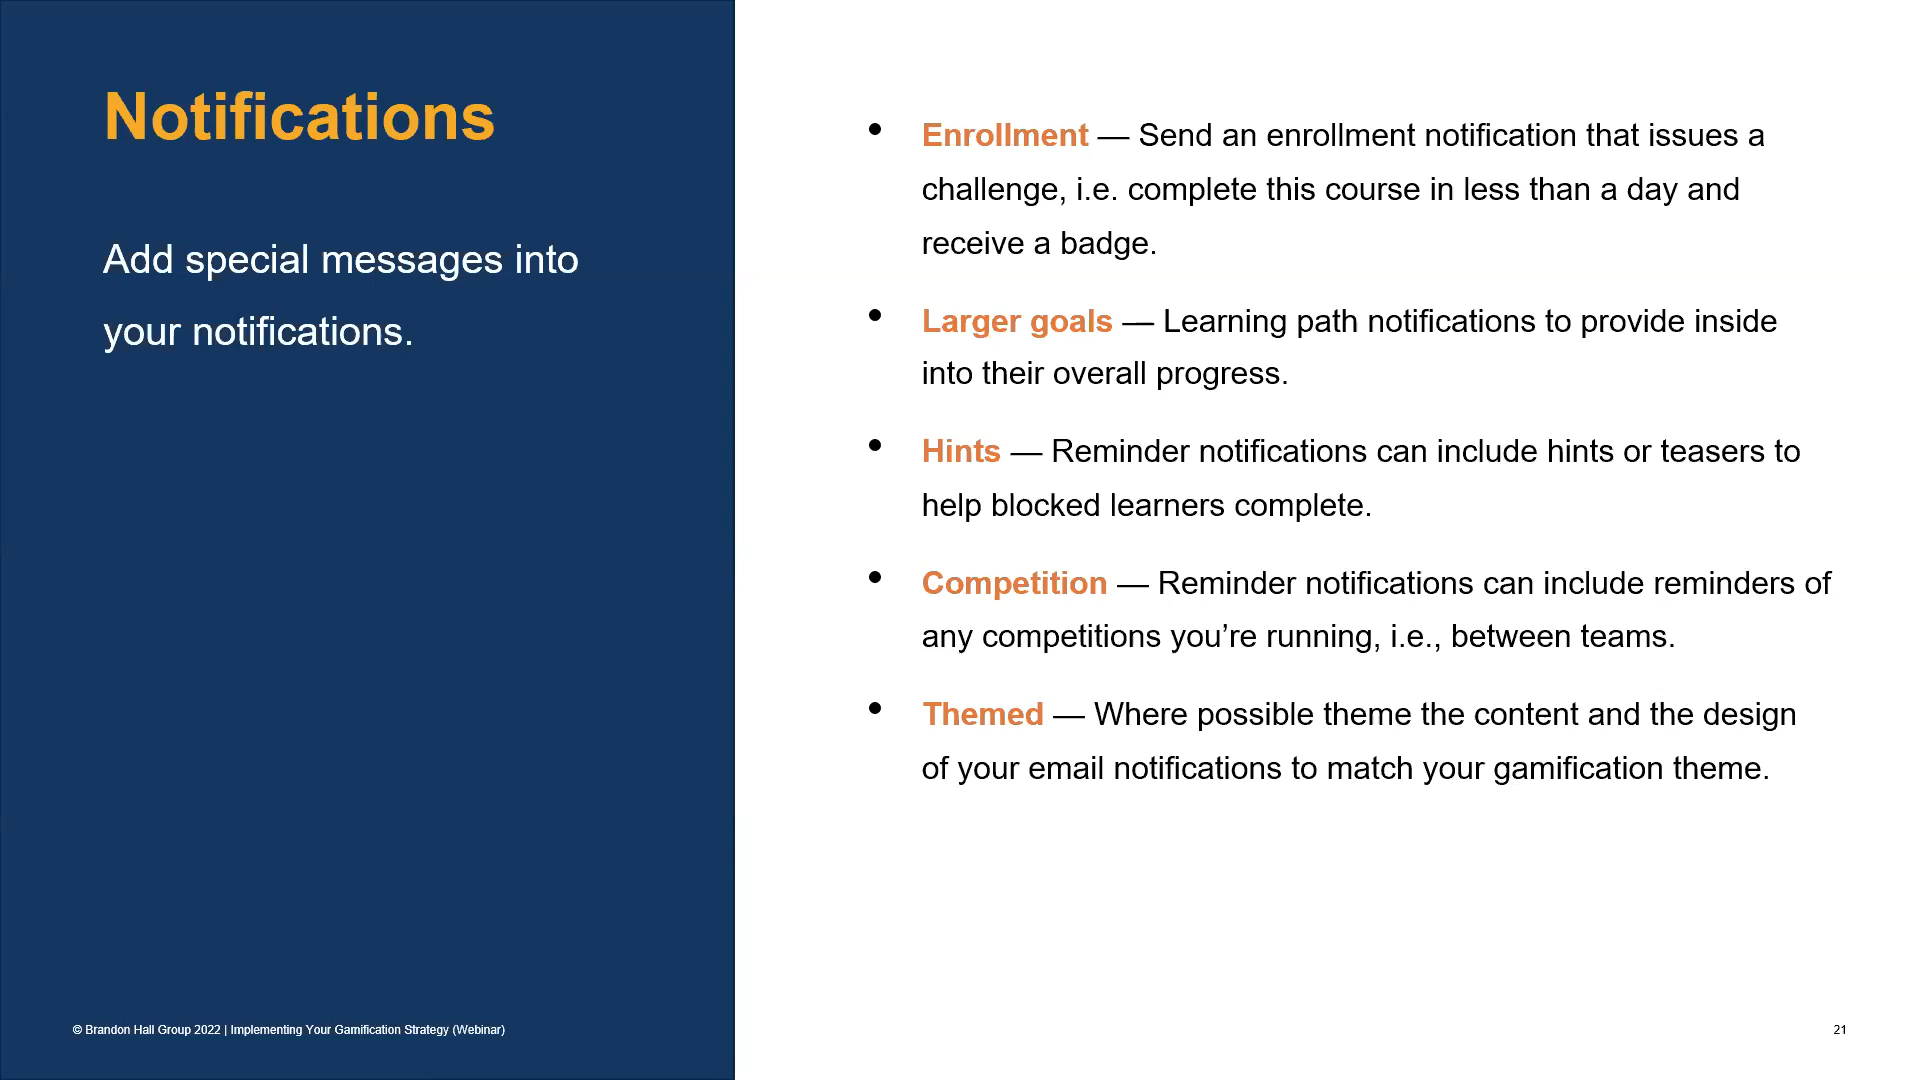 Notifications
Add special messages into
your notifications.
• Enrollment — Send an enrollment notification that issues a
challenge, i.e. complete this course in less than a day and
receive a badge.
• Larger goals — Learning path notifications to provide inside
into their overall progress.
• Hints — Reminder notifications can include hints or teasers to
help blocked learners complete.
• Competition — Reminder notifications can include reminders of
any competitions you’re running, i.e., between teams.
• Themed — Where possible theme the content and the design
of your email notifications to match your gamification theme.
© Brandon Hall Group 2022 | Implementing Your Gamification Strategy (Webinar)
21